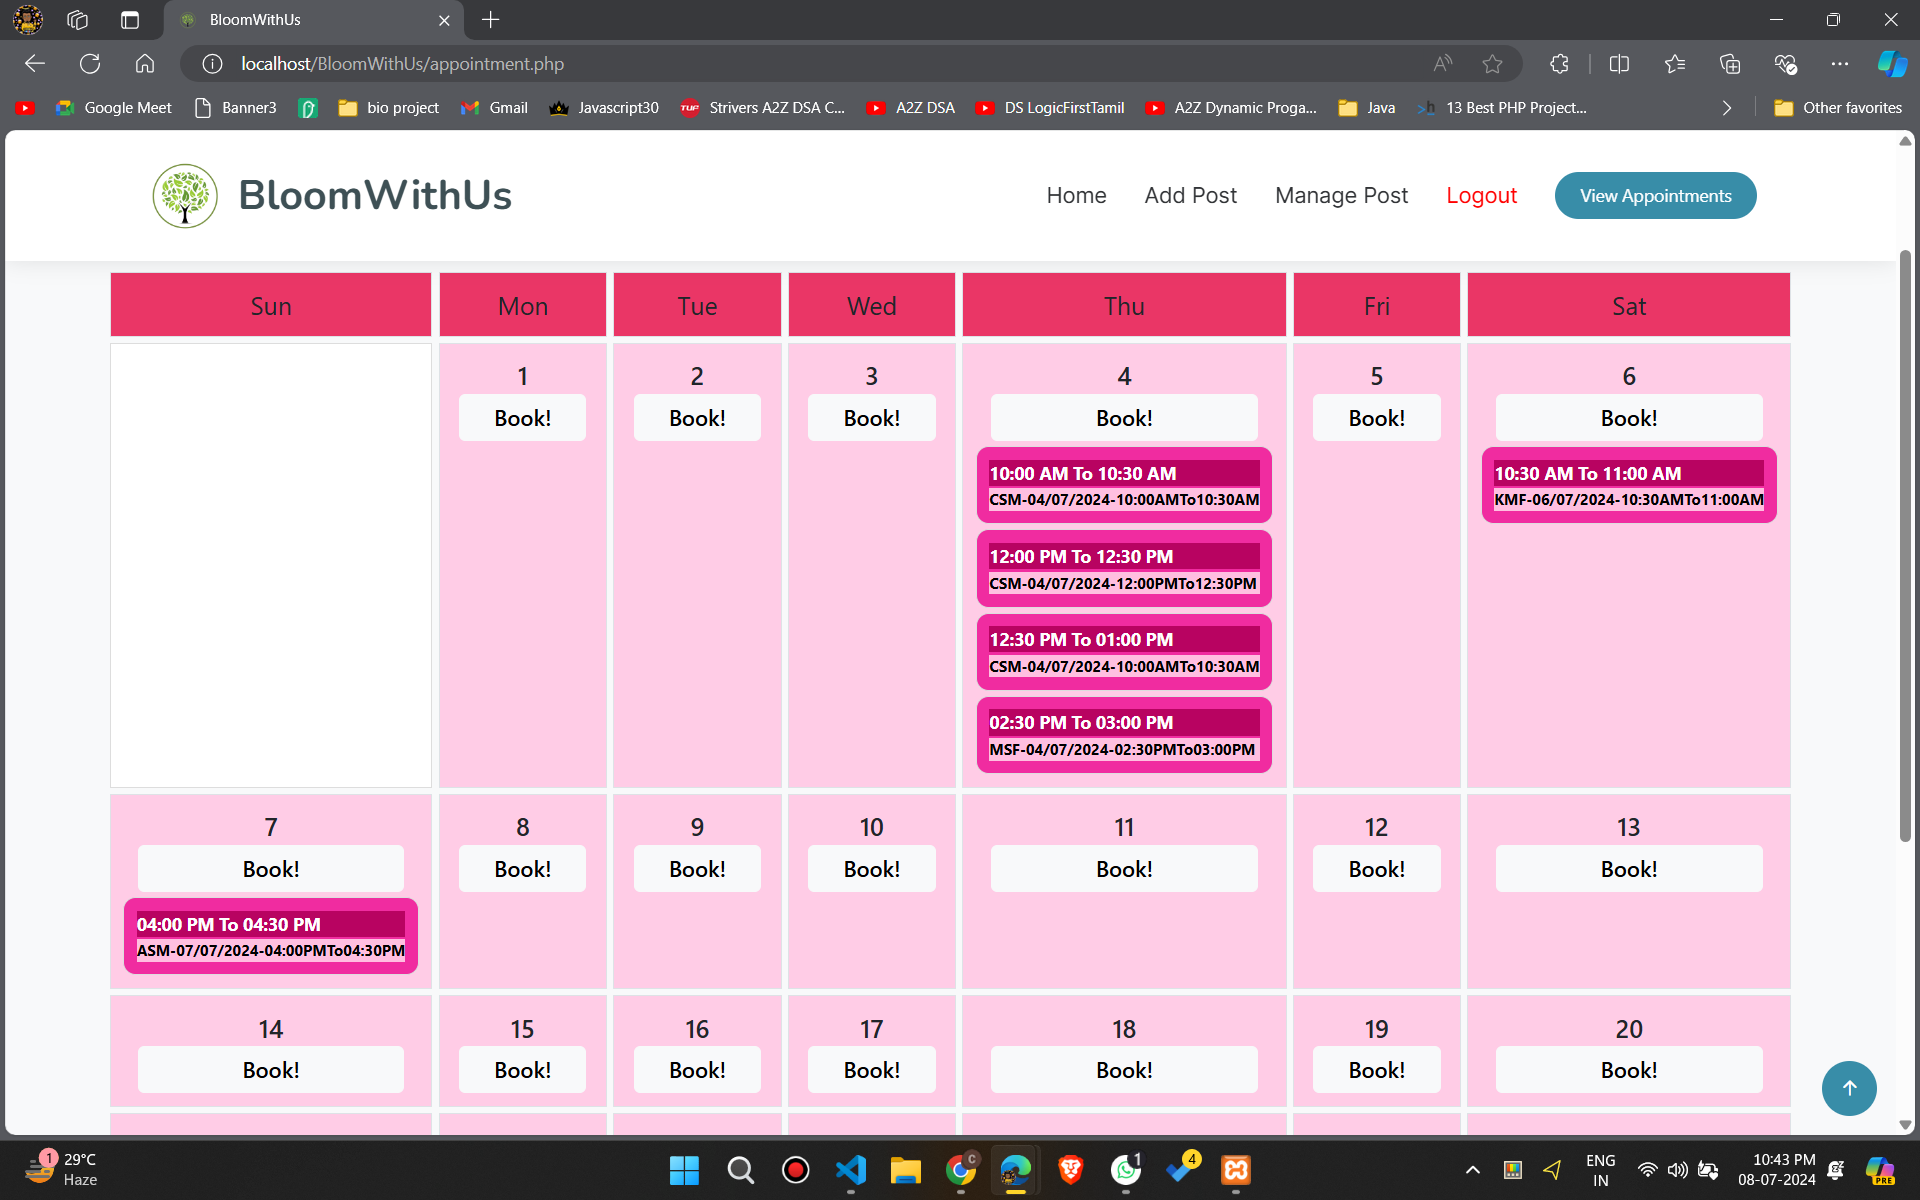 BloomWithUs
localhost/BloomWithUs/appointment.php
Google Meet
Banner3
bio project
Gmail
Javascript30
TUF
Strivers A2Z DSA C...
A2Z DSA
DS LogicFirstTamil
A2Z Dynamic Proga...
Java
>h
13 Best PHP Project...
Other favorites
BloomWithUs
Home
Add Post
Manage Post
Logout
View Appointments
Sun Mon Tue Wed Thu Fri Sat
1 2 3 4 5 6
Book! Book! Book! Book! Book! Book!
10:00 AM To 10:30 AM
CSM-04/07/2024-10:00AMTo10:30AM
10:30 AM To 11:00 AM
KMF-06/07/2024-10:30AMTo11:00AM
12:00 PM To 12:30 PM
CSM-04/07/2024-12:00PMTo12:30PM
12:30 PM To 01:00 PM
CSM-04/07/2024-10:00AMTo10:30AM
02:30 PM To 03:00 PM
MSF-04/07/2024-02:30PMTo03:00PM
7 8 9 10 11 12 13
Book! Book! Book! Book! Book! Book! Book!
04:00 PM To 04:30 PM
ASM-07/07/2024-04:00PMTo04:30PM
14 15 16 17 18 19 20
Book! Book! Book! Book! Book! Book! Book!
1
29°C
Haze
C
1
4
ENG
IN
10:43 PM
08-07-2024
PRE